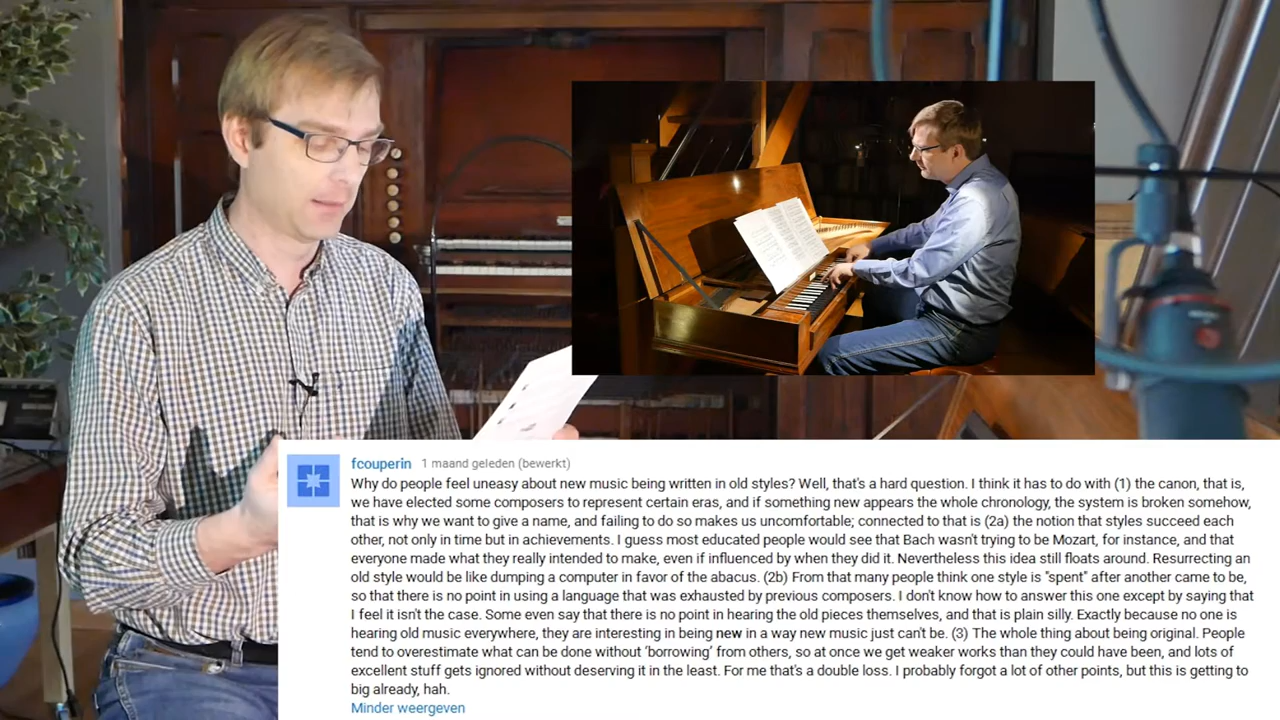 fcouperin 1 maand geleden (bewerkt)
Why do people feel uneasy about new music being written in old styles? Well, that's a hard question. I think it has to do with (1) the canon, that is,
we have elected some composers to represent certain eras, and if something new appears the whole chronology, the system is broken somehow,
that is why we want to give a name, and failing to do so makes us uncomfortable; connected to that is (2a) the notion that styles succeed each
other, not only in time but in achievements. I guess most educated people would see that Bach wasn't trying to be Mozart, for instance, and that
everyone made what they really intended to make, even if influenced by when they did it. Nevertheless this idea still floats around. Resurrecting an
old style would be like dumping a computer in favor of the abacus. (2b) From that many people think one style is "spent" after another came to be,
so that there is no point in using a language that was exhausted by previous composers. I don't know how to answer this one except by saying that
I feel it isn't the case. Some even say that there is no point in hearing the old pieces themselves, and that is plain silly. Exactly because no one is
hearing old music everywhere, they are interesting in being new in a way new music just can't be. (3) The whole thing about being original. People
tend to overestimate what can be done without ‘borrowing’ from others, so at once we get weaker works than they could have been, and lots of
excellent stuff gets ignored without deserving it in the least. For me that's a double loss. I probably forgot a lot of other points, but this is getting to
big already, hah.
Minder weergeven